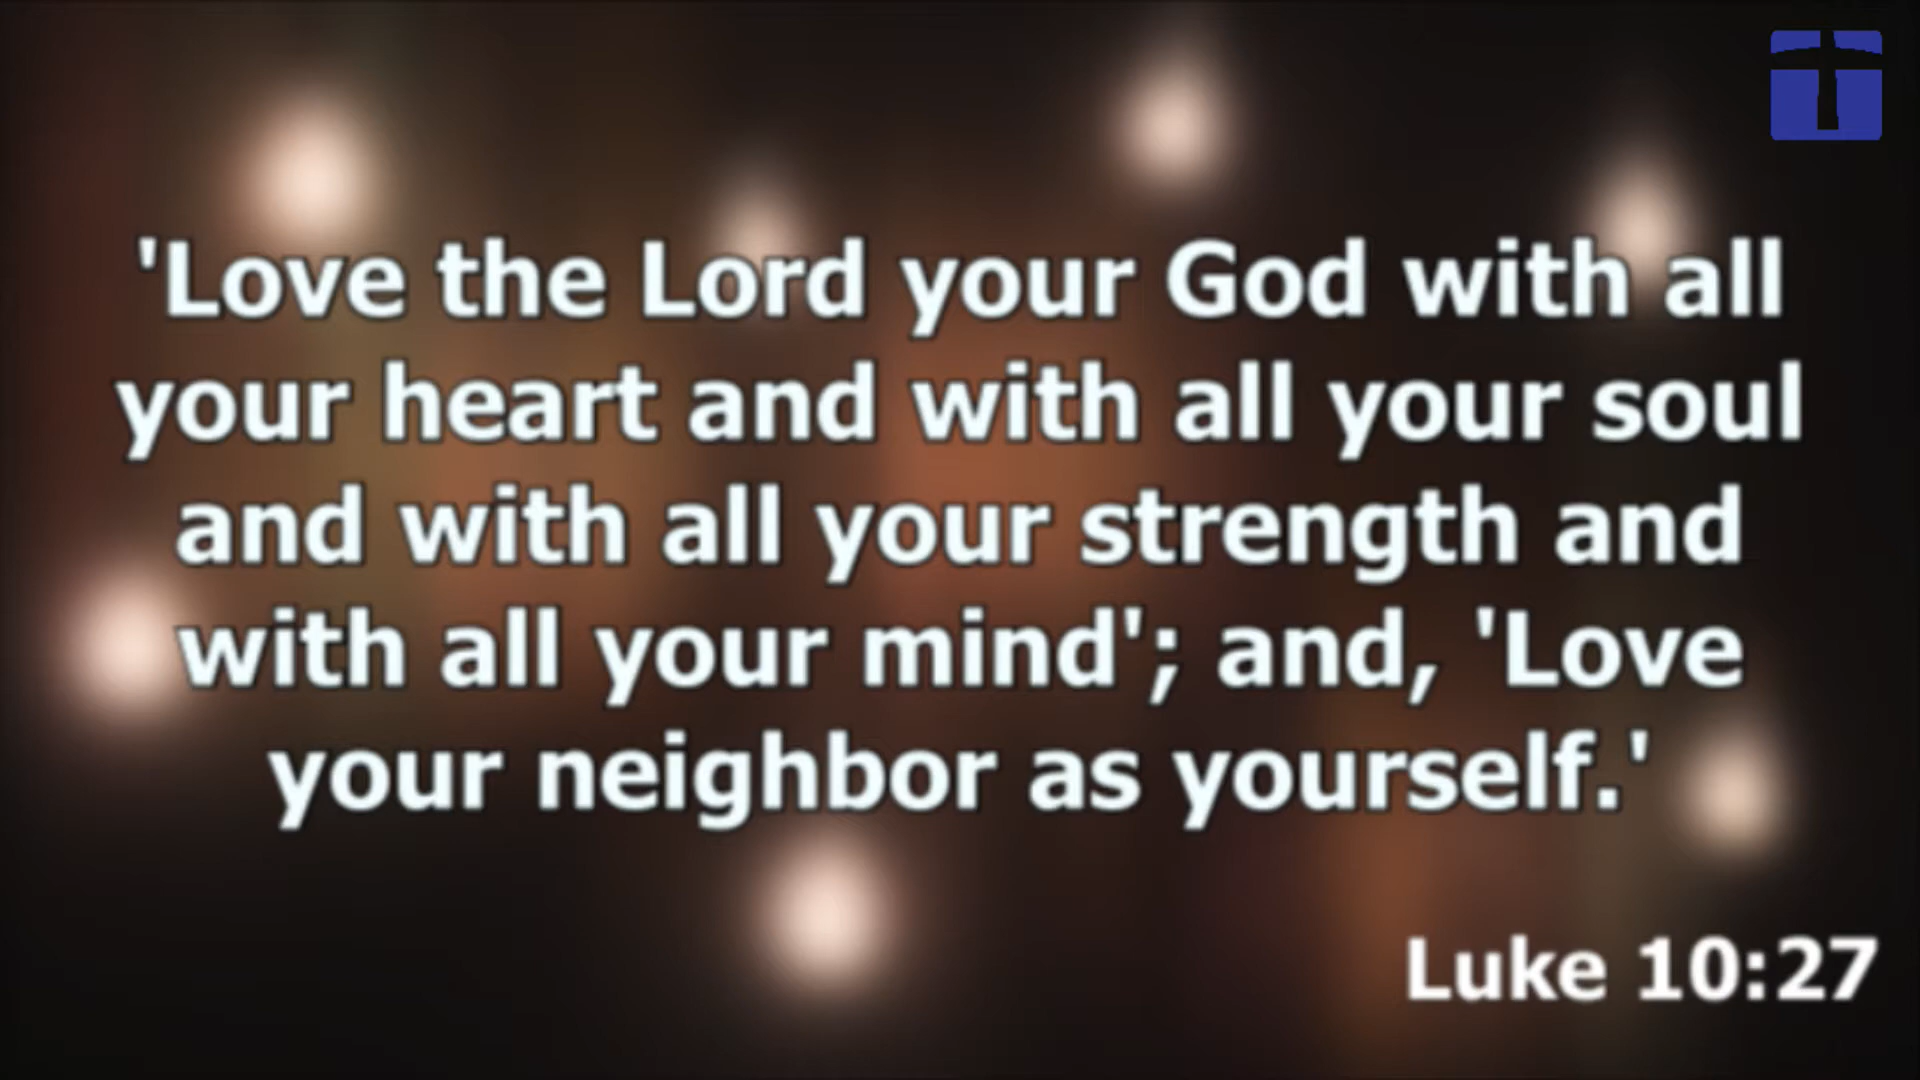 'Love the Lord your God with all
your heart and with all your soul
and with all your strength and
with all your mind'; and, 'Love
your neighbor as yourself.'
Luke 10:27